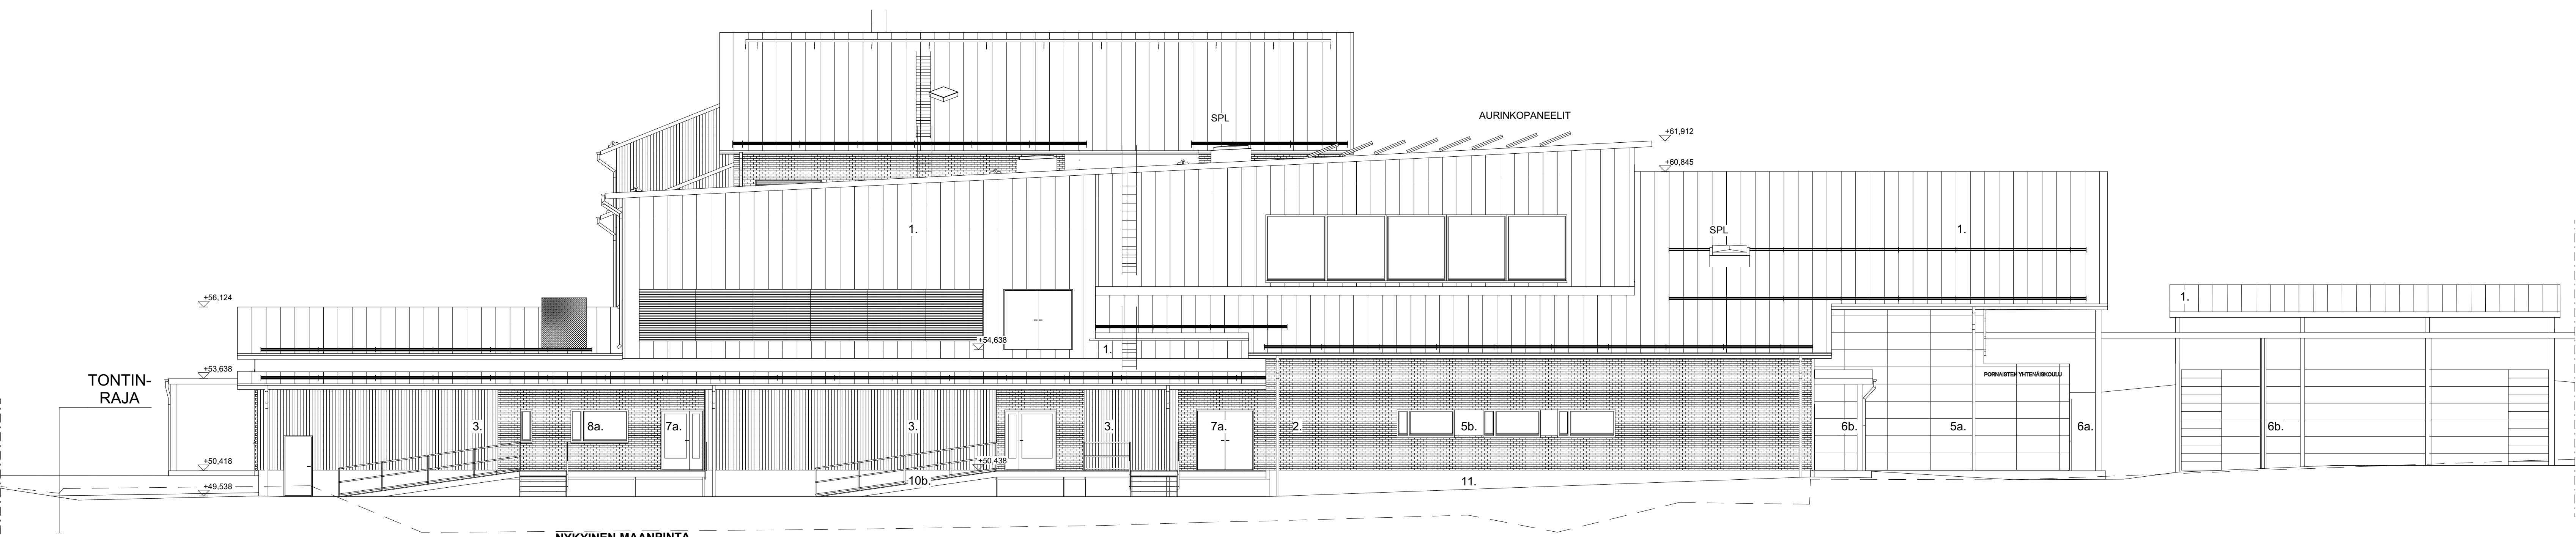 AURINKOPANEELIT
SPL
+61,912
+60,845
1.
SPL
1.
+56,124
1.
+54,638
1.
+53,638
PORNAISTEN YHTENÄISKOULU
TONTIN-
RAJA
3.
8a.
7a.
3.
3.
7a.
2.
5b.
6b.
5a.
6a.
6b.
+50,418
+50,438
+49,538
10b.
11.
NYKYINEN MAANPINTA